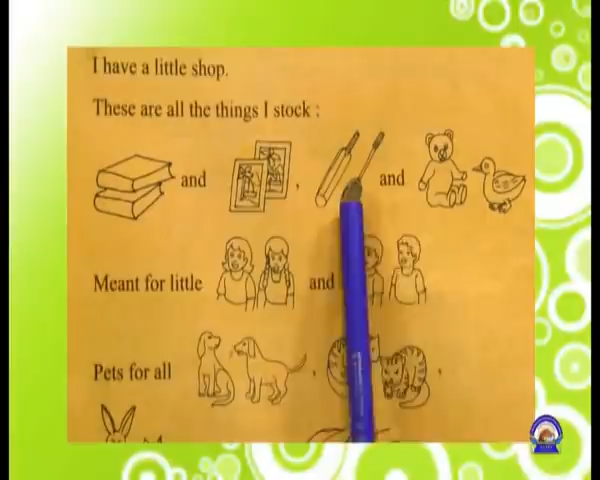 I have a little shop.
These are all the things I stock :
and , and
Meant for little and
Pets for all , ,